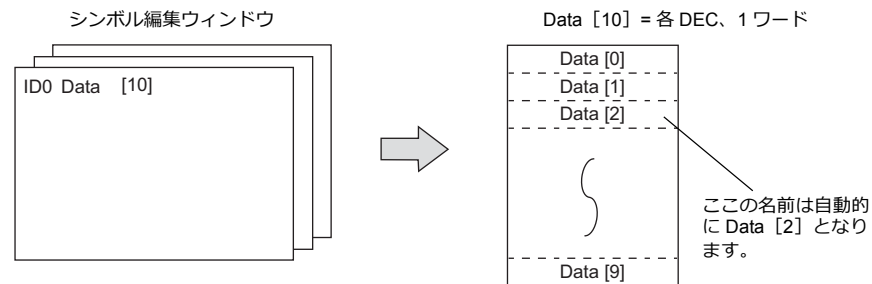 シンボル編集ウィンドウ
ID0 Data [10]
Data［10］= 各 DEC、1 ワード
Data [0]
Data [1]
Data [2]
Data [9]
ここの名前は自動的
に Data［2］となり
ます。